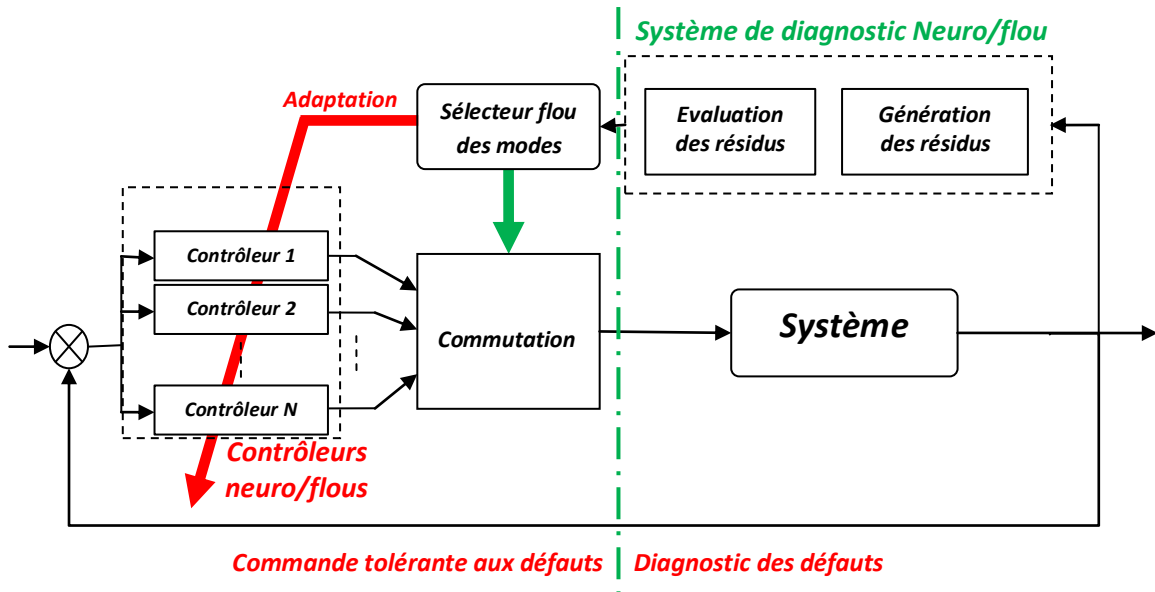 Système de diagnostic Neuro/flou
Adaptation
Sélecteur flou
des modes
Evaluation
des résidus
Génération
des résidus
Contrôleur 1
Contrôleur 2
Contrôleur N
Commutation
Système
Contrôleurs
neuro/flous
Commande tolérante aux défauts
Diagnostic des défauts